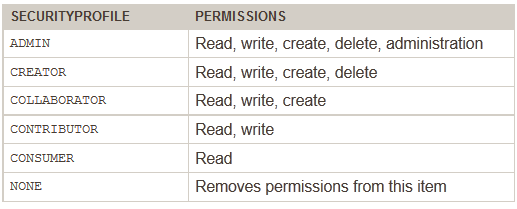 SECURITYPROFILE PERMISSIONS
ADMIN Read, write, create, delete, administration
CREATOR Read, write, create, delete
COLLABORATOR Read, write, create
CONTRIBUTOR Read, write
CONSUMER Read
NONE Removes permissions from this item